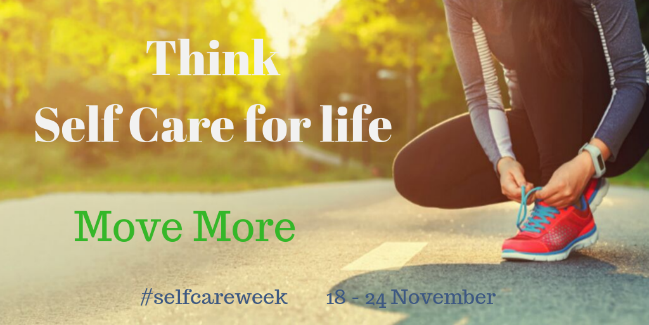 Think
Self Care for life
Move More
#selfcareweek 18 - 24 November